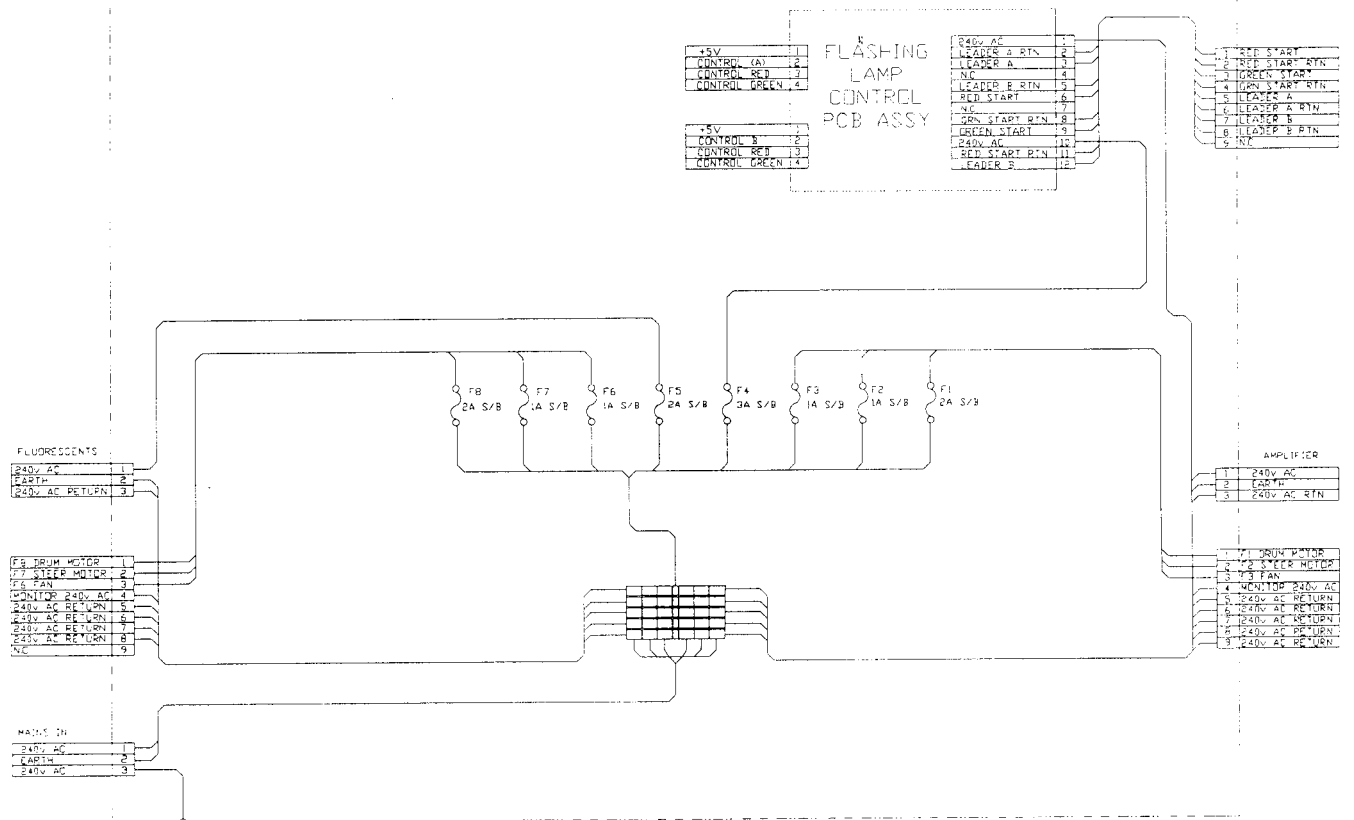 +5V 1
CONTROL (A) 2
CONTROL RED 3
CONTROL GREEN 4
+5V 1
CONTROL B 2
CONTROL RED 3
CONTROL GREEN 4
FLASHING
LAMP
CONTROL
PCB ASSY
240v AC 1
LEADER A RTN 2
LEADER A 3
N.C 4
LEADER B RTN 5
RED START 6
N.C 7
GRN START RTN 8
GREEN START 9
240v AC 10
RED START RTN 11
LEADER B 12
1 RED START
2 RED START RTN
3 GREEN START
4 GRN START RTN
5 LEADER A
6 LEADER A RTN
7 LEADER B
8 LEADER B RTN
9 N.C
F8
2A S/B
F7
1A S/B
F6
1A S/B
F5
2A S/B
F4
3A S/B
F3
1A S/B
F2
1A S/B
F1
2A S/B
FLUORESCENTS
240v AC 1
EARTH 2
240v AC RETURN 3
F8 DRUM MOTOR 1
F7 STEER MOTOR 2
F6 FAN 3
MONITOR 240v AC 4
240v AC RETURN 5
240v AC RETURN 6
240v AC RETURN 7
240v AC RETURN 8
N.C 9
MAINS IN
240v AC 1
EARTH 2
240v AC 3
AMPLIFIER
1 240v AC
2 EARTH
3 240v AC RTN
1 F1 DRUM MOTOR
2 F2 STEER MOTOR
3 F3 FAN
4 MONITOR 240v AC
5 240v AC RETURN
6 240v AC RETURN
7 240v AC RETURN
8 240v AC RETURN
9 240v AC RETURN